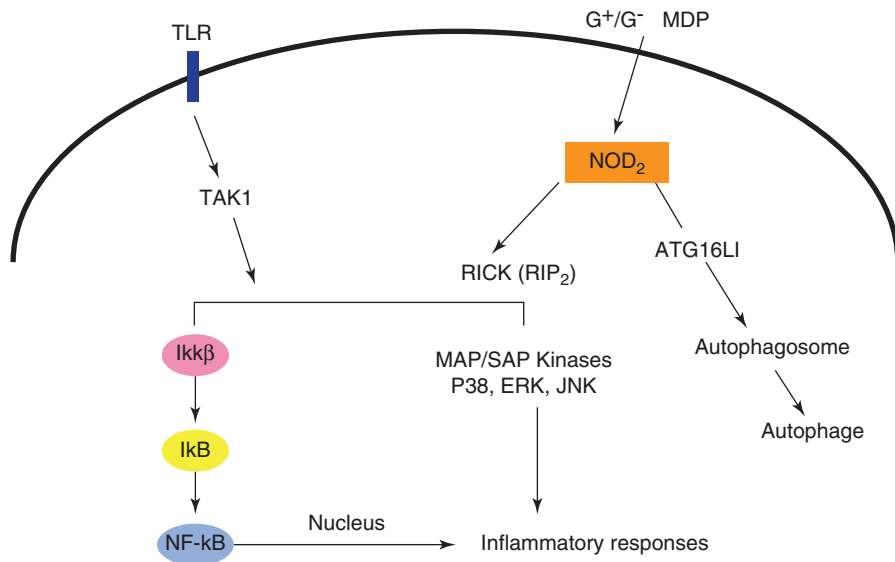 G⁺/G⁻ MDP
TLR
NOD₂
TAK1
ATG16LI
RICK (RIP₂)
Ikkβ
MAP/SAP Kinases
P38, ERK, JNK
Autophagosome
Autophage
IkB
Nucleus
NF-kB
Inflammatory responses